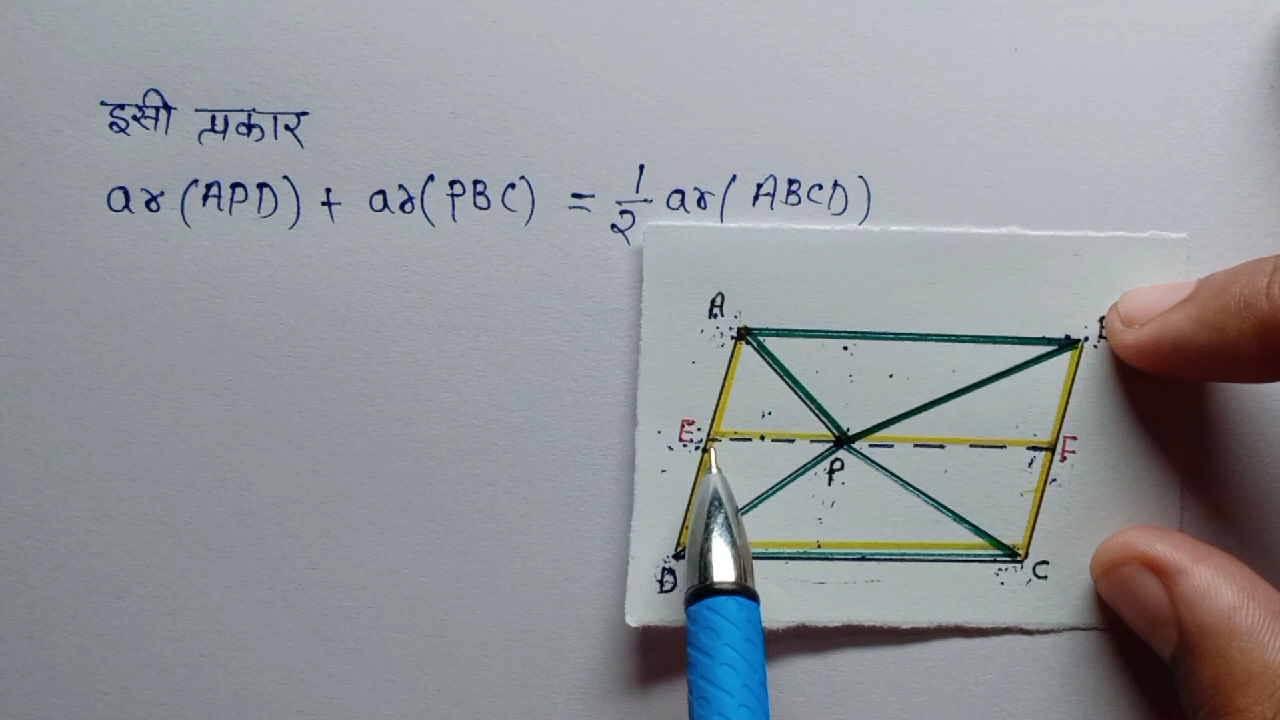 इसी प्रकार
ar(APD) + ar(PBC) = 1/2 ar(ABCD)
A
E F
P
D C